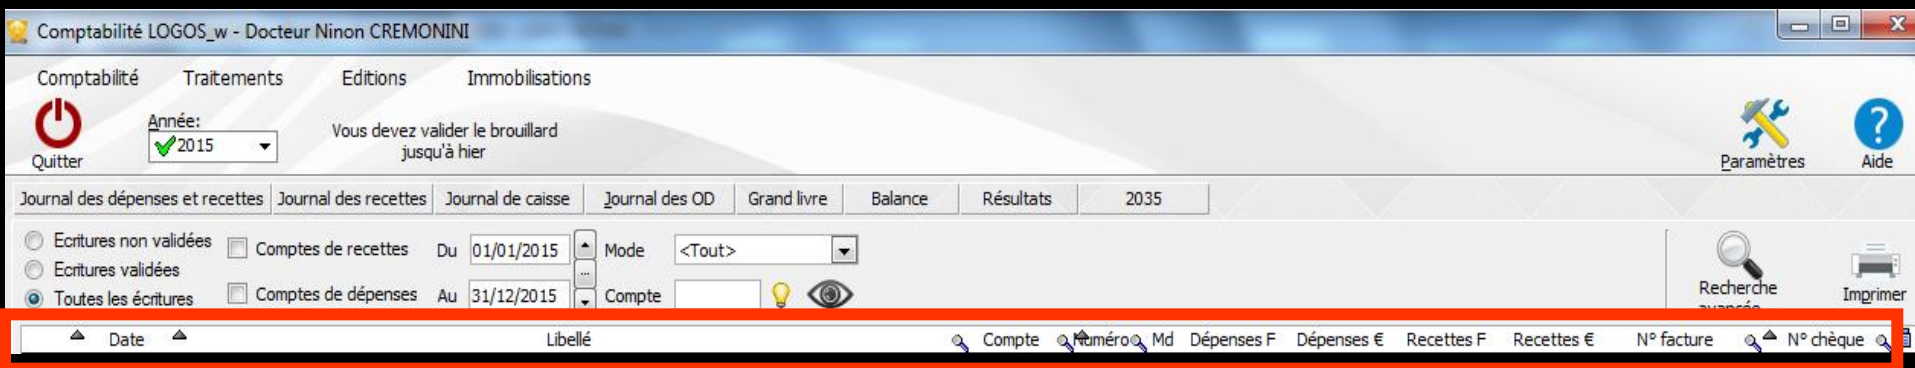 Comptabilité LOGOS_w - Docteur Ninon CREMONINI
Comptabilité Traitements Editions Immobilisations
Année:
2015
Vous devez valider le brouillard
jusqu'à hier
Quitter
Paramètres
Aide
Journal des dépenses et recettes Journal des recettes Journal de caisse Journal des OD Grand livre Balance Résultats 2035
Ecritures non validées Comptes de recettes Du 01/01/2015 ... Mode <Tout>
Ecritures validées
Toutes les écritures Comptes de dépenses Au 31/12/2015 Compte
Recherche
avancée
Imprimer
Date Libellé Compte Numéro Md Dépenses F Dépenses € Recettes F Recettes € N° facture N° chèque